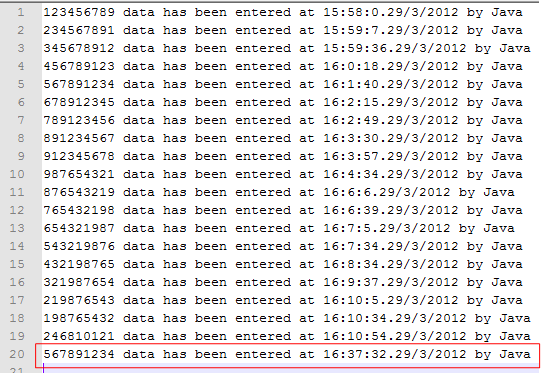 1 123456789 data has been entered at 15:58:0.29/3/2012 by Java
2 234567891 data has been entered at 15:59:7.29/3/2012 by Java
3 345678912 data has been entered at 15:59:36.29/3/2012 by Java
4 456789123 data has been entered at 16:0:18.29/3/2012 by Java
5 567891234 data has been entered at 16:1:40.29/3/2012 by Java
6 678912345 data has been entered at 16:2:15.29/3/2012 by Java
7 789123456 data has been entered at 16:2:49.29/3/2012 by Java
8 891234567 data has been entered at 16:3:30.29/3/2012 by Java
9 912345678 data has been entered at 16:3:57.29/3/2012 by Java
10 987654321 data has been entered at 16:4:34.29/3/2012 by Java
11 876543219 data has been entered at 16:6:6.29/3/2012 by Java
12 765432198 data has been entered at 16:6:39.29/3/2012 by Java
13 654321987 data has been entered at 16:7:5.29/3/2012 by Java
14 543219876 data has been entered at 16:7:34.29/3/2012 by Java
15 432198765 data has been entered at 16:8:34.29/3/2012 by Java
16 321987654 data has been entered at 16:9:37.29/3/2012 by Java
17 219876543 data has been entered at 16:10:5.29/3/2012 by Java
18 198765432 data has been entered at 16:10:34.29/3/2012 by Java
19 246810121 data has been entered at 16:10:54.29/3/2012 by Java
20 567891234 data has been entered at 16:37:32.29/3/2012 by Java
21